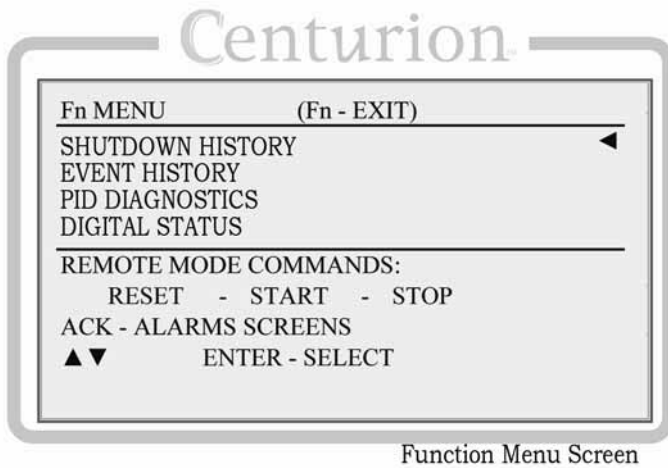 Centurion
Fn MENU (Fn - EXIT)
SHUTDOWN HISTORY ◄
EVENT HISTORY
PID DIAGNOSTICS
DIGITAL STATUS
REMOTE MODE COMMANDS:
RESET - START - STOP
ACK - ALARMS SCREENS
▲▼ ENTER - SELECT
Function Menu Screen